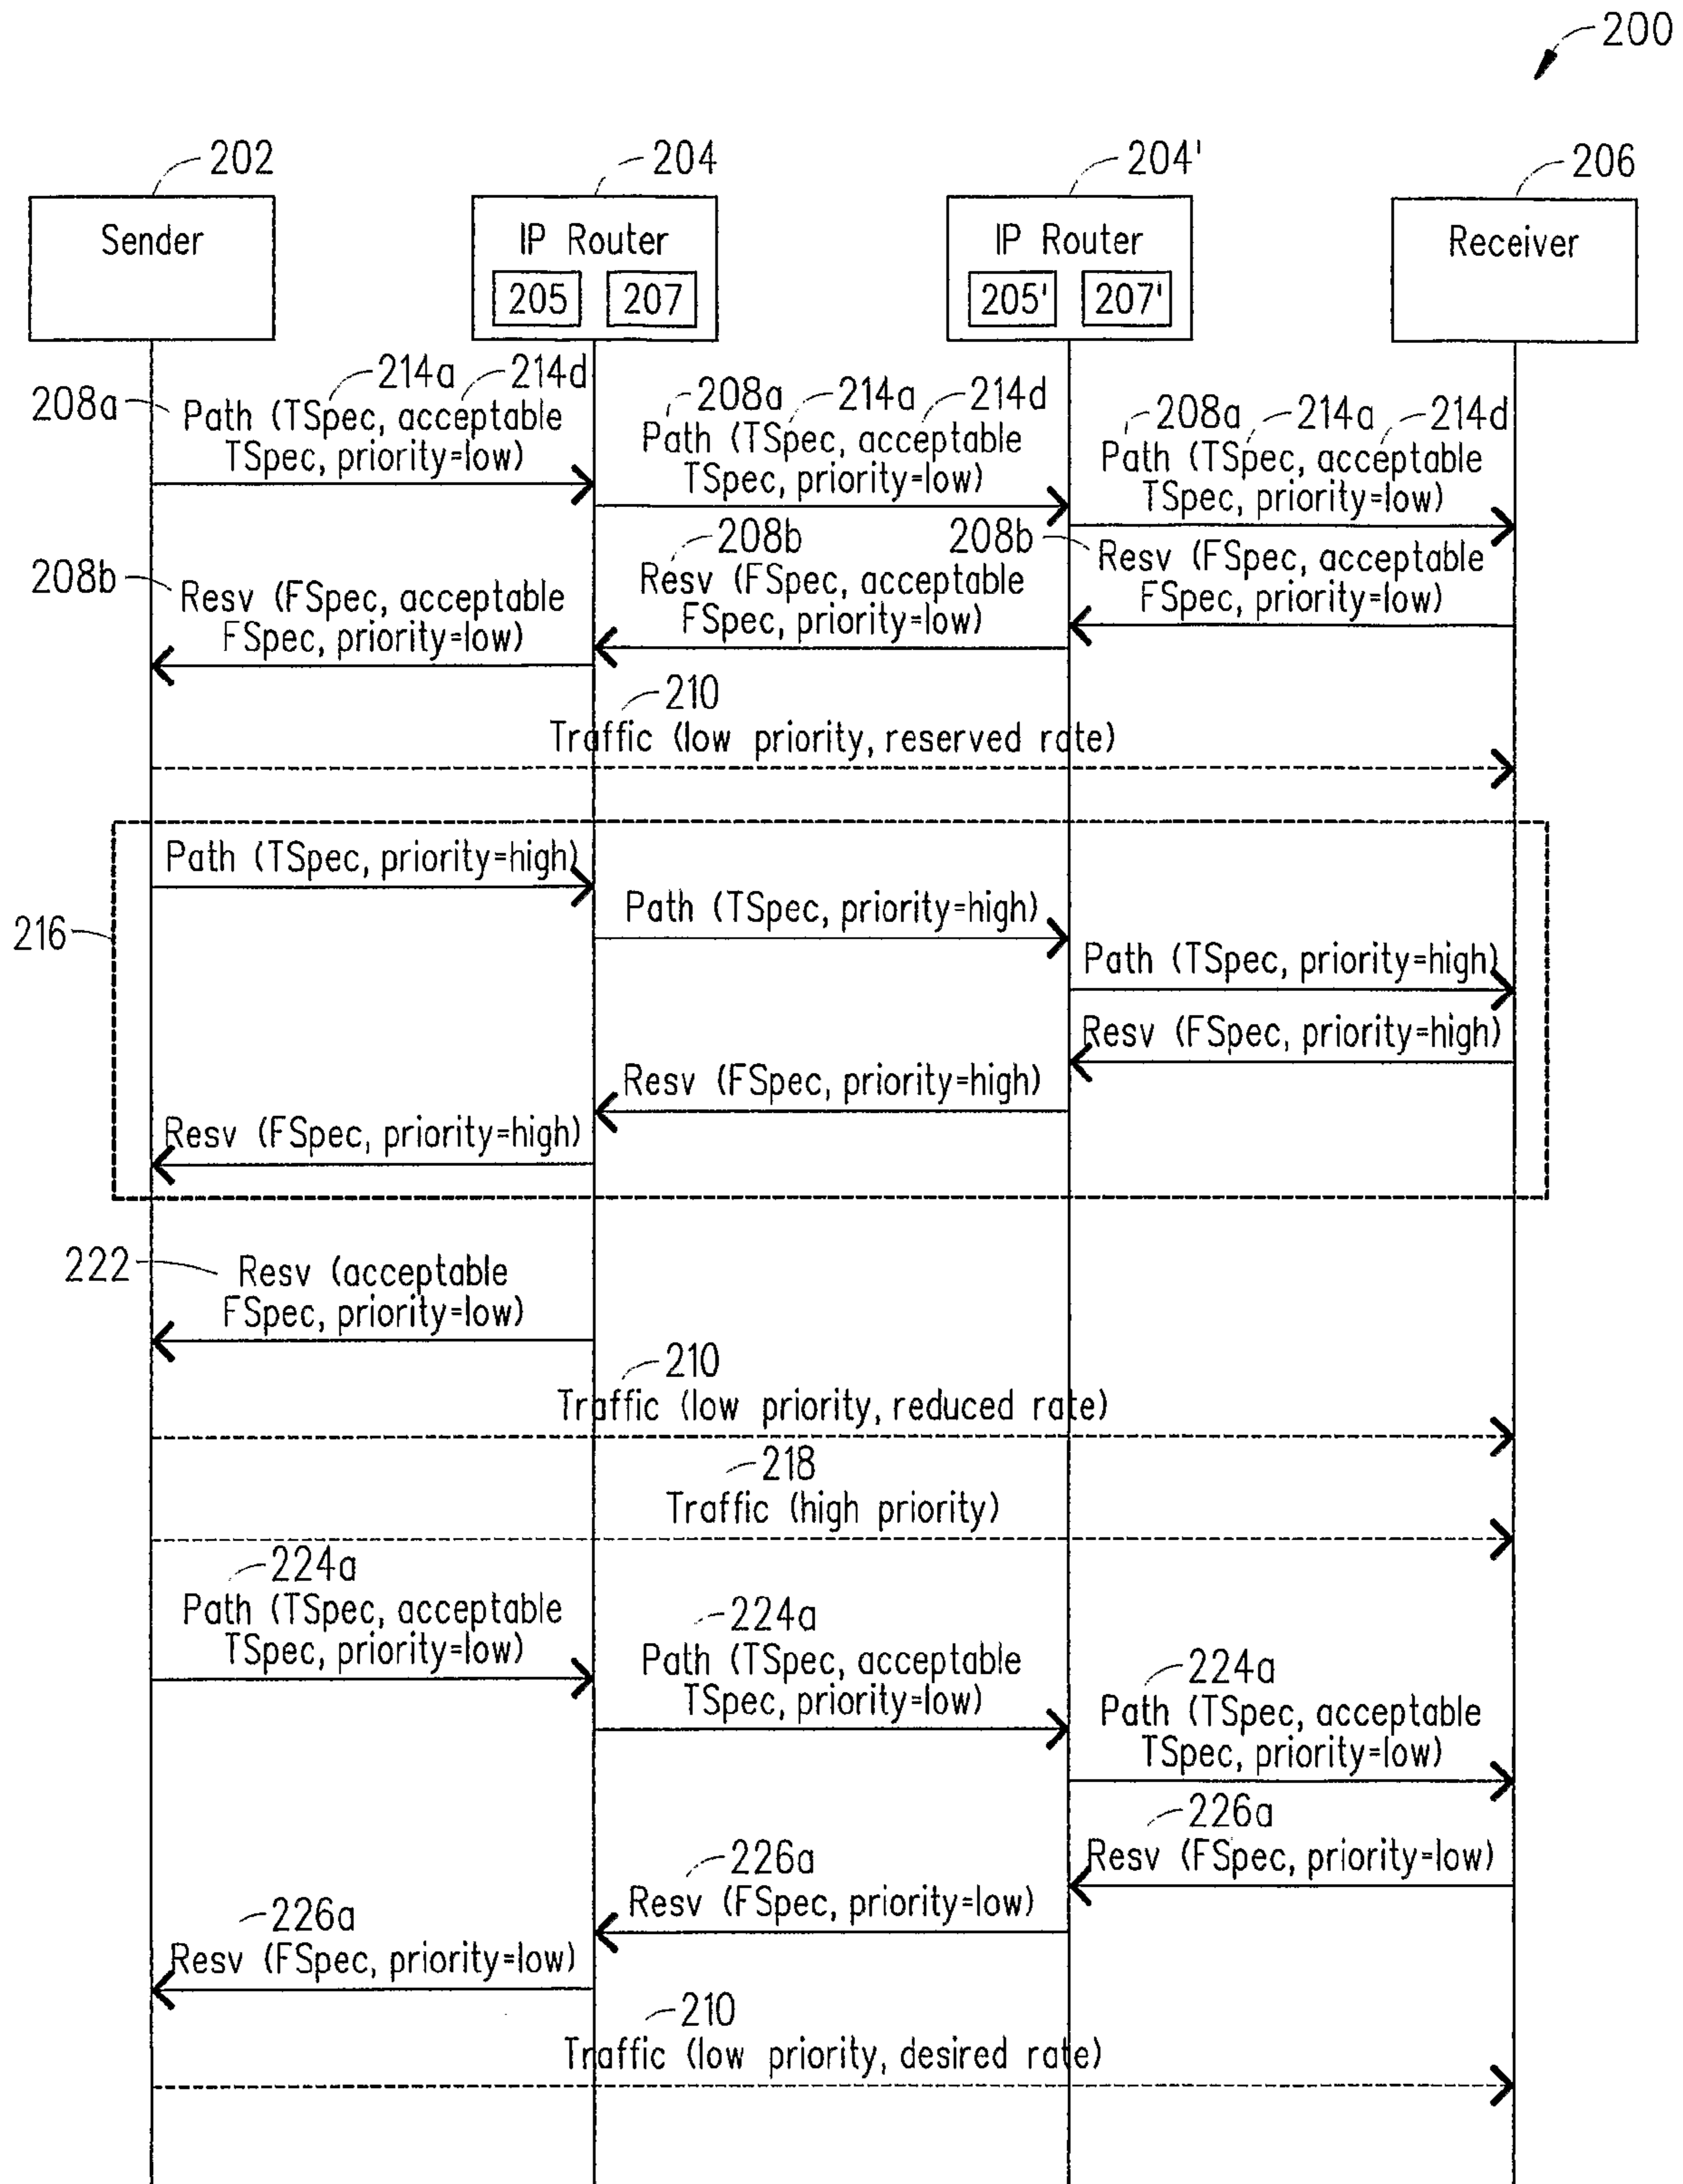 200
202
204
204'
206
Sender
IP Router
205 207
IP Router
205' 207'
Receiver
214a 214d
208a
Path (TSpec, acceptable
TSpec, priority=low)
208a 214a 214d
Path (TSpec, acceptable
TSpec, priority=low)
208a 214a 214d
Path (TSpec, acceptable
TSpec, priority=low)
208b
Resv (FSpec, acceptable
FSpec, priority=low)
208b
Resv (FSpec, acceptable
FSpec, priority=low)
208b
Resv (FSpec, acceptable
FSpec, priority=low)
210
Traffic (low priority, reserved rate)
216
Path (TSpec, priority=high)
Path (TSpec, priority=high)
Path (TSpec, priority=high)
Resv (FSpec, priority=high)
Resv (FSpec, priority=high)
Resv (FSpec, priority=high)
222
Resv (acceptable
FSpec, priority=low)
210
Traffic (low priority, reduced rate)
218
Traffic (high priority)
224a
Path (TSpec, acceptable
TSpec, priority=low)
224a
Path (TSpec, acceptable
TSpec, priority=low)
224a
Path (TSpec, acceptable
TSpec, priority=low)
226a
Resv (FSpec, priority=low)
226a
Resv (FSpec, priority=low)
226a
Resv (FSpec, priority=low)
210
Traffic (low priority, desired rate)